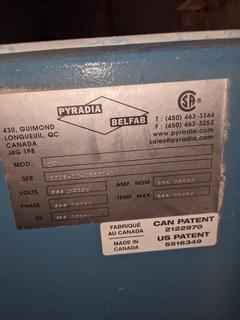 PYRADIA
BELFAB
430, GUIMOND
LONGUEUIL, QC
CANADA
J4G 1P8
T : (450) 463-3344
F : (450) 463-3252
www.pyradia.com
sales@pyradia.com
MOD.
SER.
VOLTS.
AMP. NOM
PHASE
TEMP MAX
IN
FABRIQUÉ
AU CANADA
MADE IN
CANADA
CAN PATENT
2122970
US PATENT
5516349